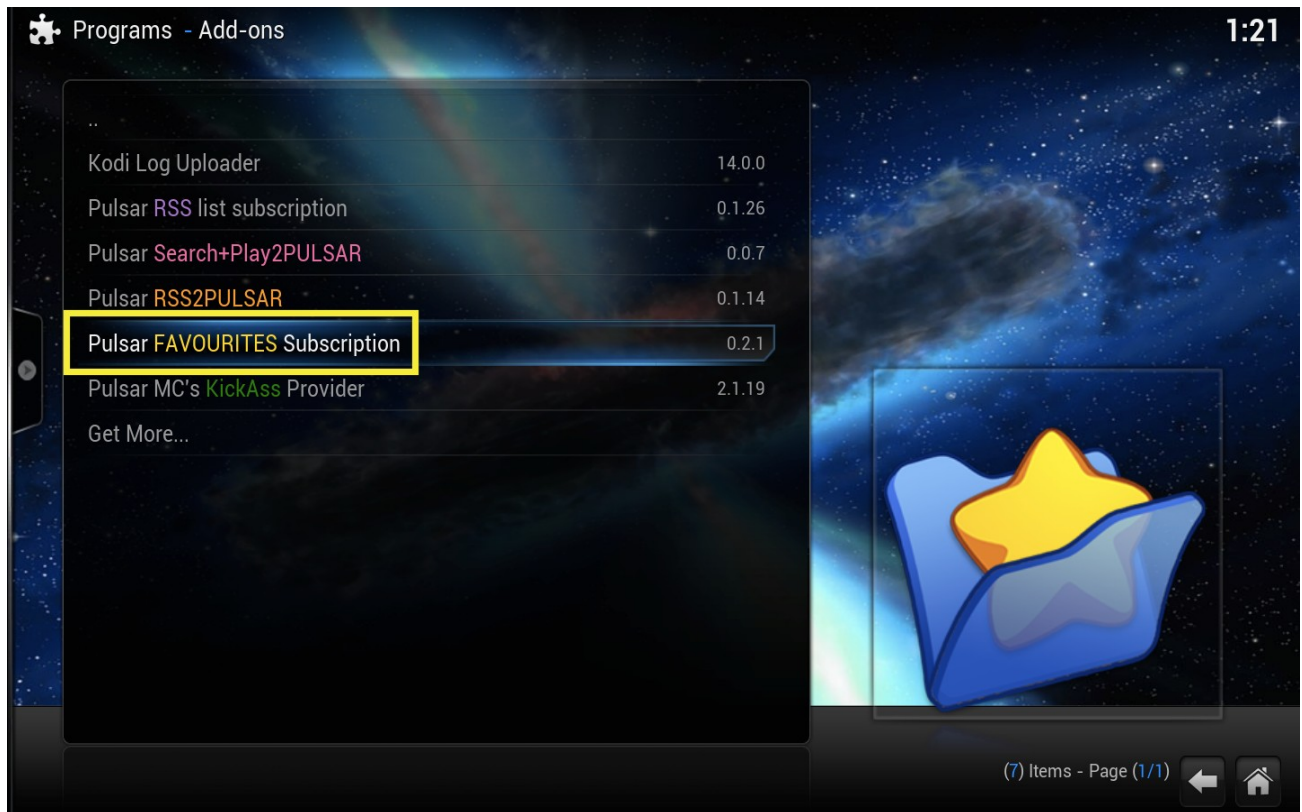 Programs - Add-ons
1:21
..
Kodi Log Uploader 14.0.0
Pulsar RSS list subscription 0.1.26
Pulsar Search+Play2PULSAR 0.0.7
Pulsar RSS2PULSAR 0.1.14
Pulsar FAVOURITES Subscription 0.2.1
Pulsar MC's KickAss Provider 2.1.19
Get More...
(7) Items - Page (1/1)